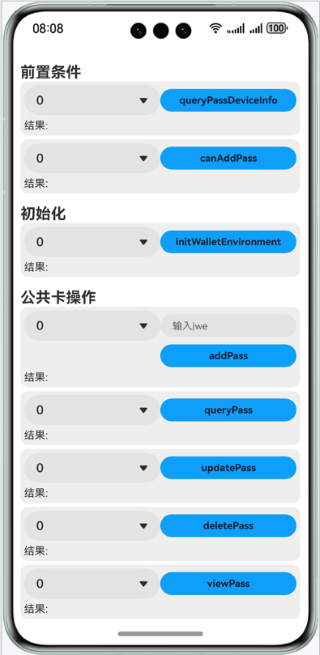 08:08
100
前置条件
0
queryPassDeviceInfo
结果:
0
canAddPass
结果:
初始化
0
initWalletEnvironment
结果:
公共卡操作
0
输入jwe
addPass
结果:
0
queryPass
结果:
0
updatePass
结果:
0
deletePass
结果:
0
viewPass
结果: